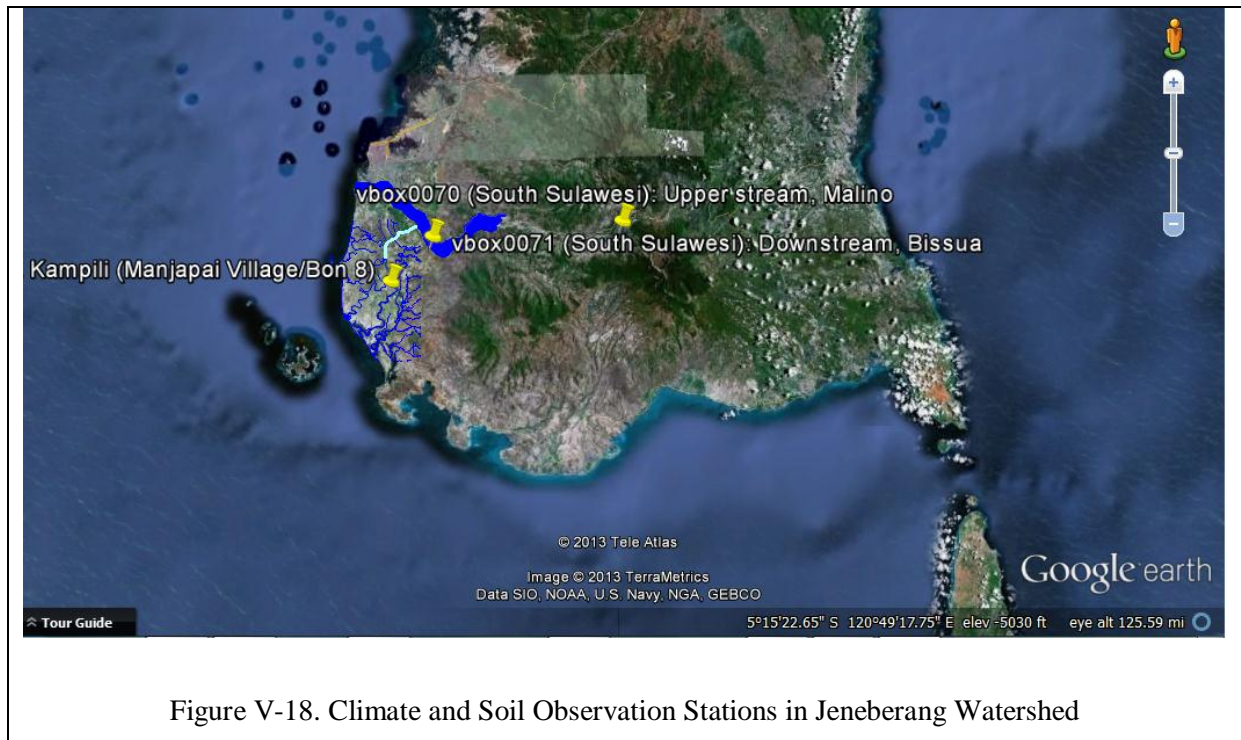 vbox0070 (South Sulawesi): Upper stream, Malino
vbox0071 (South Sulawesi): Downstream, Bissua
Kampili (Manjapai Village/Bon 8)
© 2013 Tele Atlas
Image © 2013 TerraMetrics
Data SIO, NOAA, U.S. Navy, NGA, GEBCO
Google earth
Tour Guide
5°15'22.65" S 120°49'17.75" E elev -5030 ft eye alt 125.59 mi
Figure V-18. Climate and Soil Observation Stations in Jeneberang Watershed